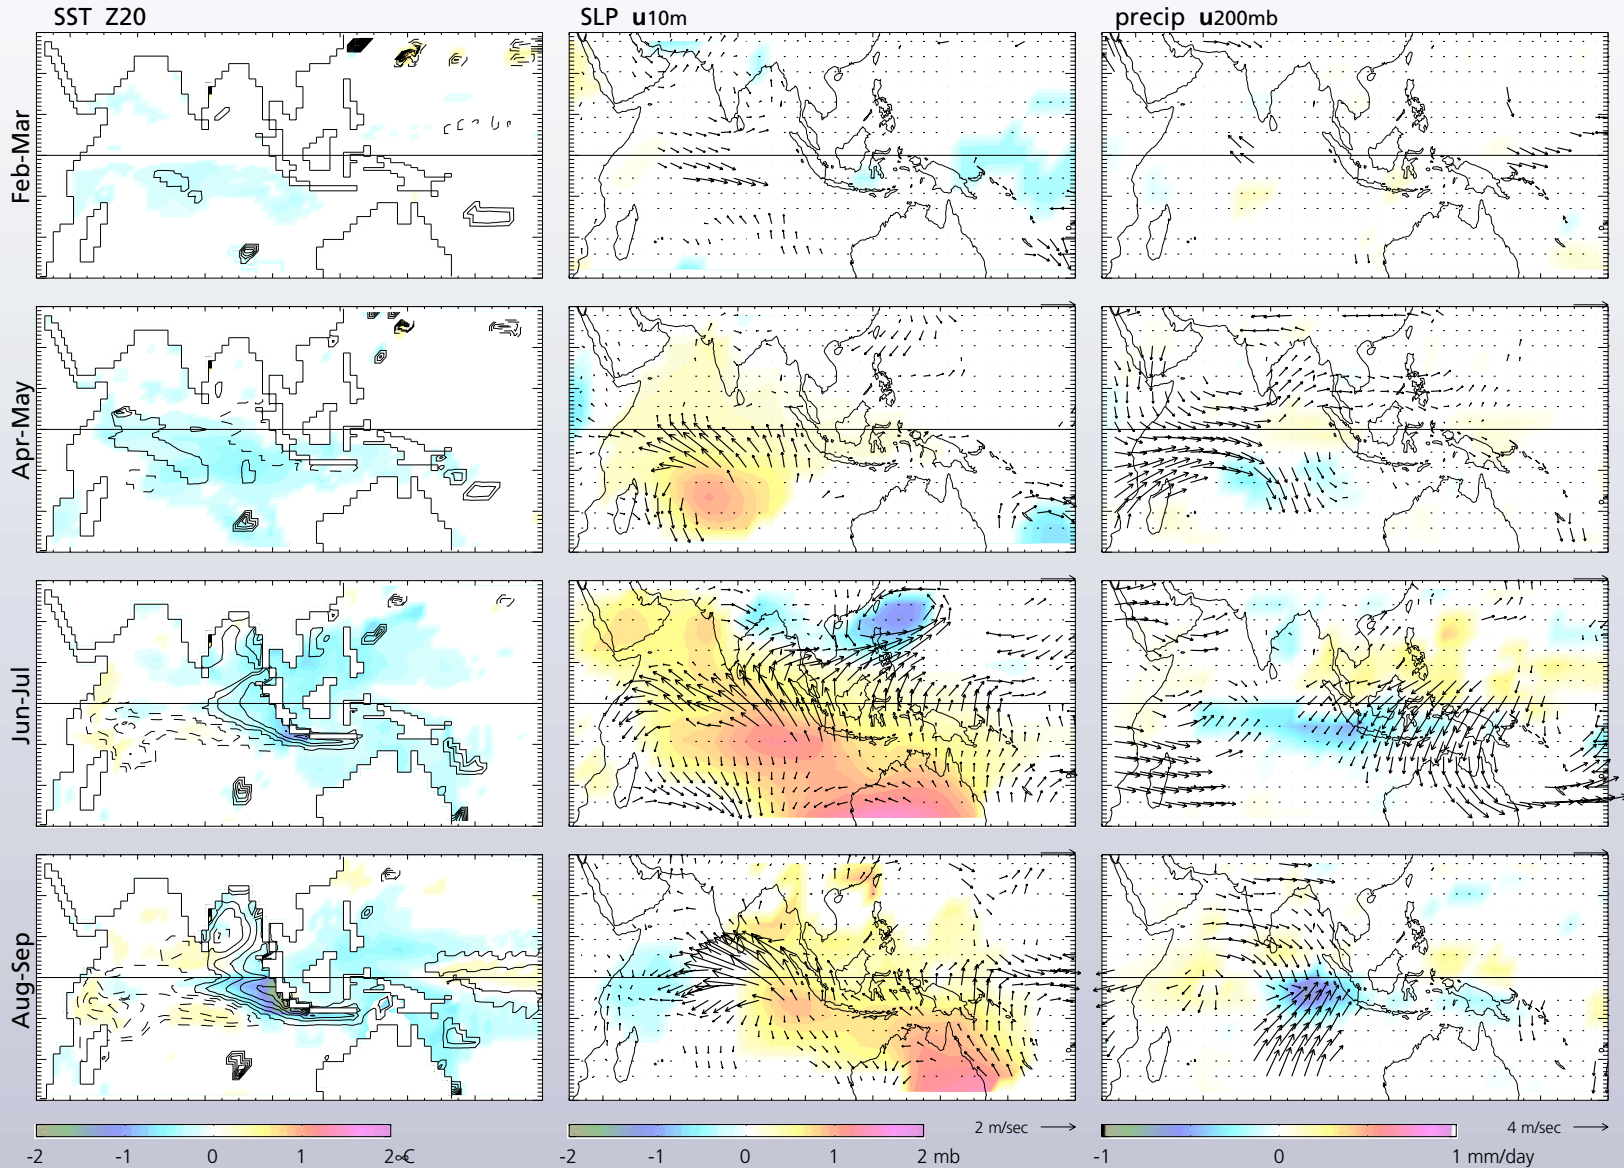 SST Z20
SLP u10m
precip u200mb
Feb-Mar
Apr-May
Jun-Jul
Aug-Sep
-2 -1 0 1 2∞C
-2 -1 0 1 2 mb
2 m/sec
-1 0 1 mm/day
4 m/sec